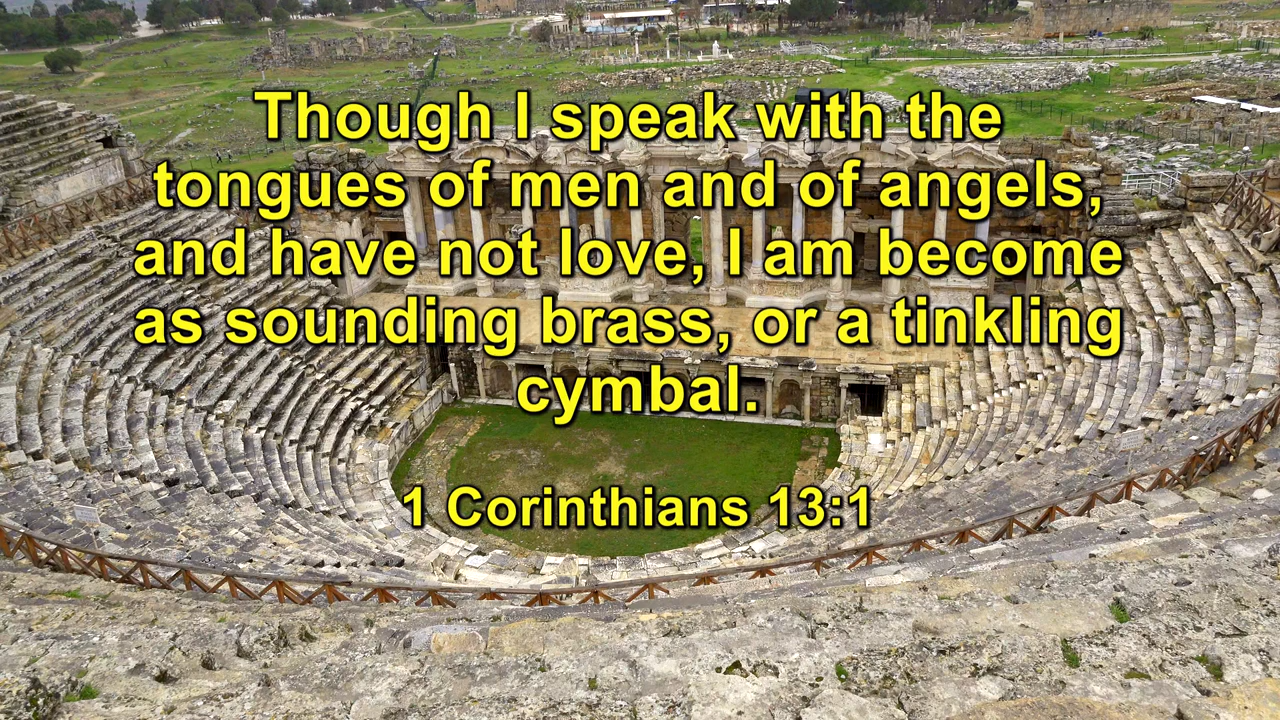 Though I speak with the
tongues of men and of angels,
and have not love, I am become
as sounding brass, or a tinkling
cymbal.
1 Corinthians 13:1